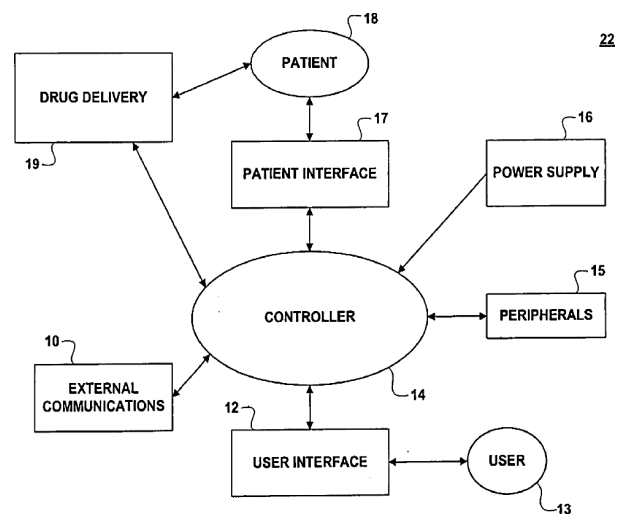 18
22
PATIENT
DRUG DELIVERY
17
16
19
PATIENT INTERFACE
POWER SUPPLY
15
CONTROLLER
PERIPHERALS
10
EXTERNAL
COMMUNICATIONS
14
12
USER INTERFACE
USER
13